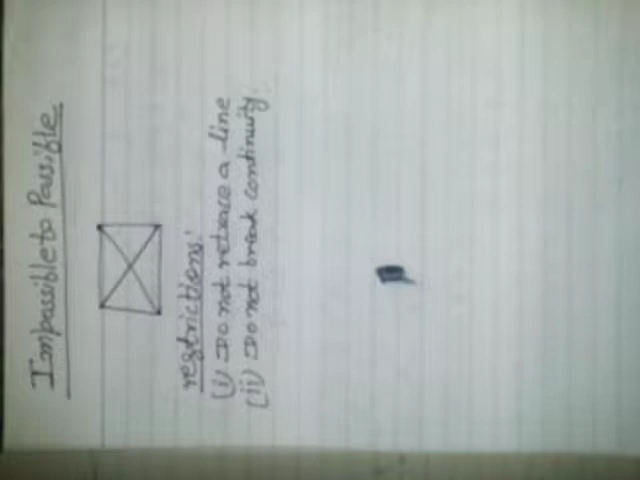 Impossible to Possible
restrictions:
(i) Do not retrace a line
(ii) Do not break continuity.